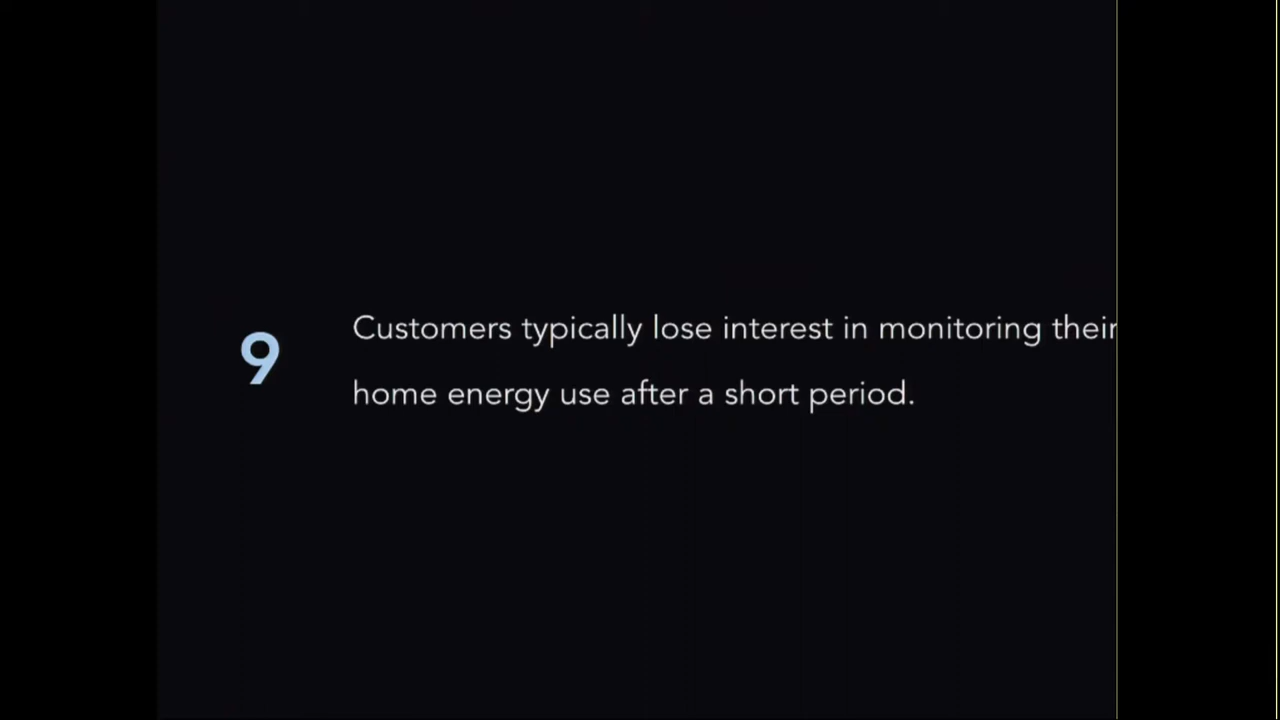 9
Customers typically lose interest in monitoring their
home energy use after a short period.